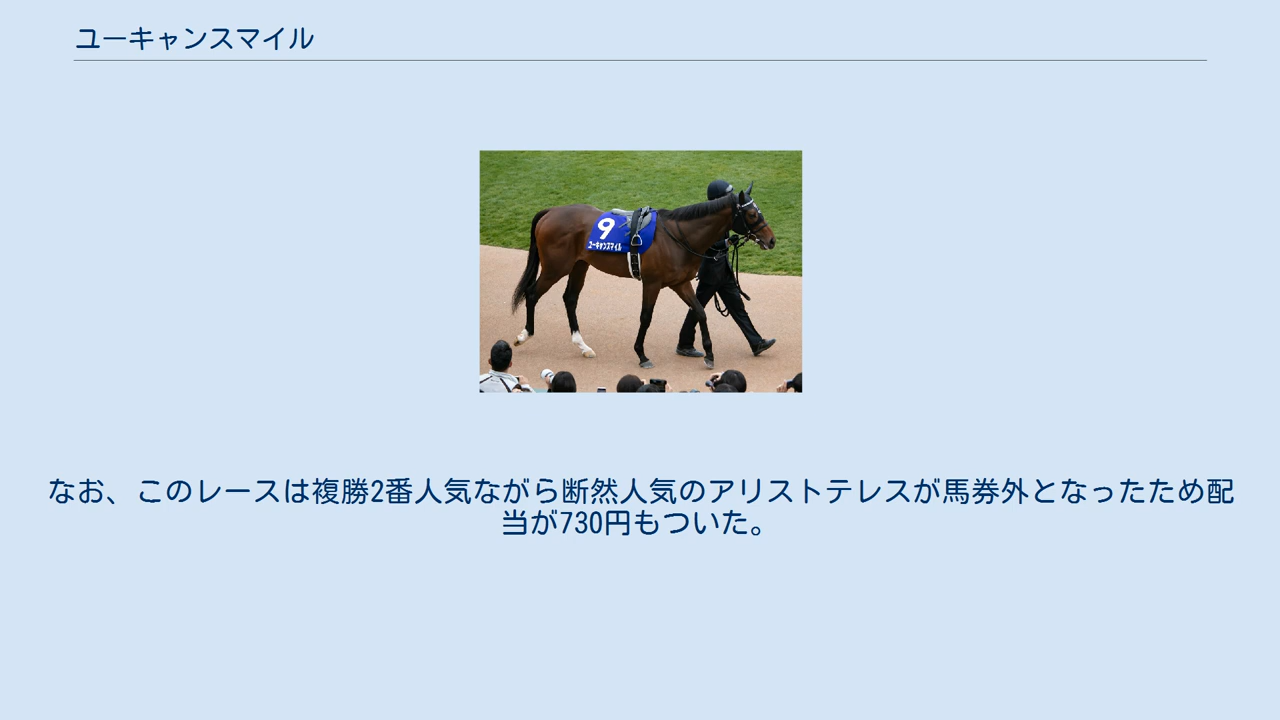 ユーキャンスマイル
9
ユーキャンスマイル
なお、このレースは複勝2番人気ながら断然人気のアリストテレスが馬券外となったため配
当が730円もついた。